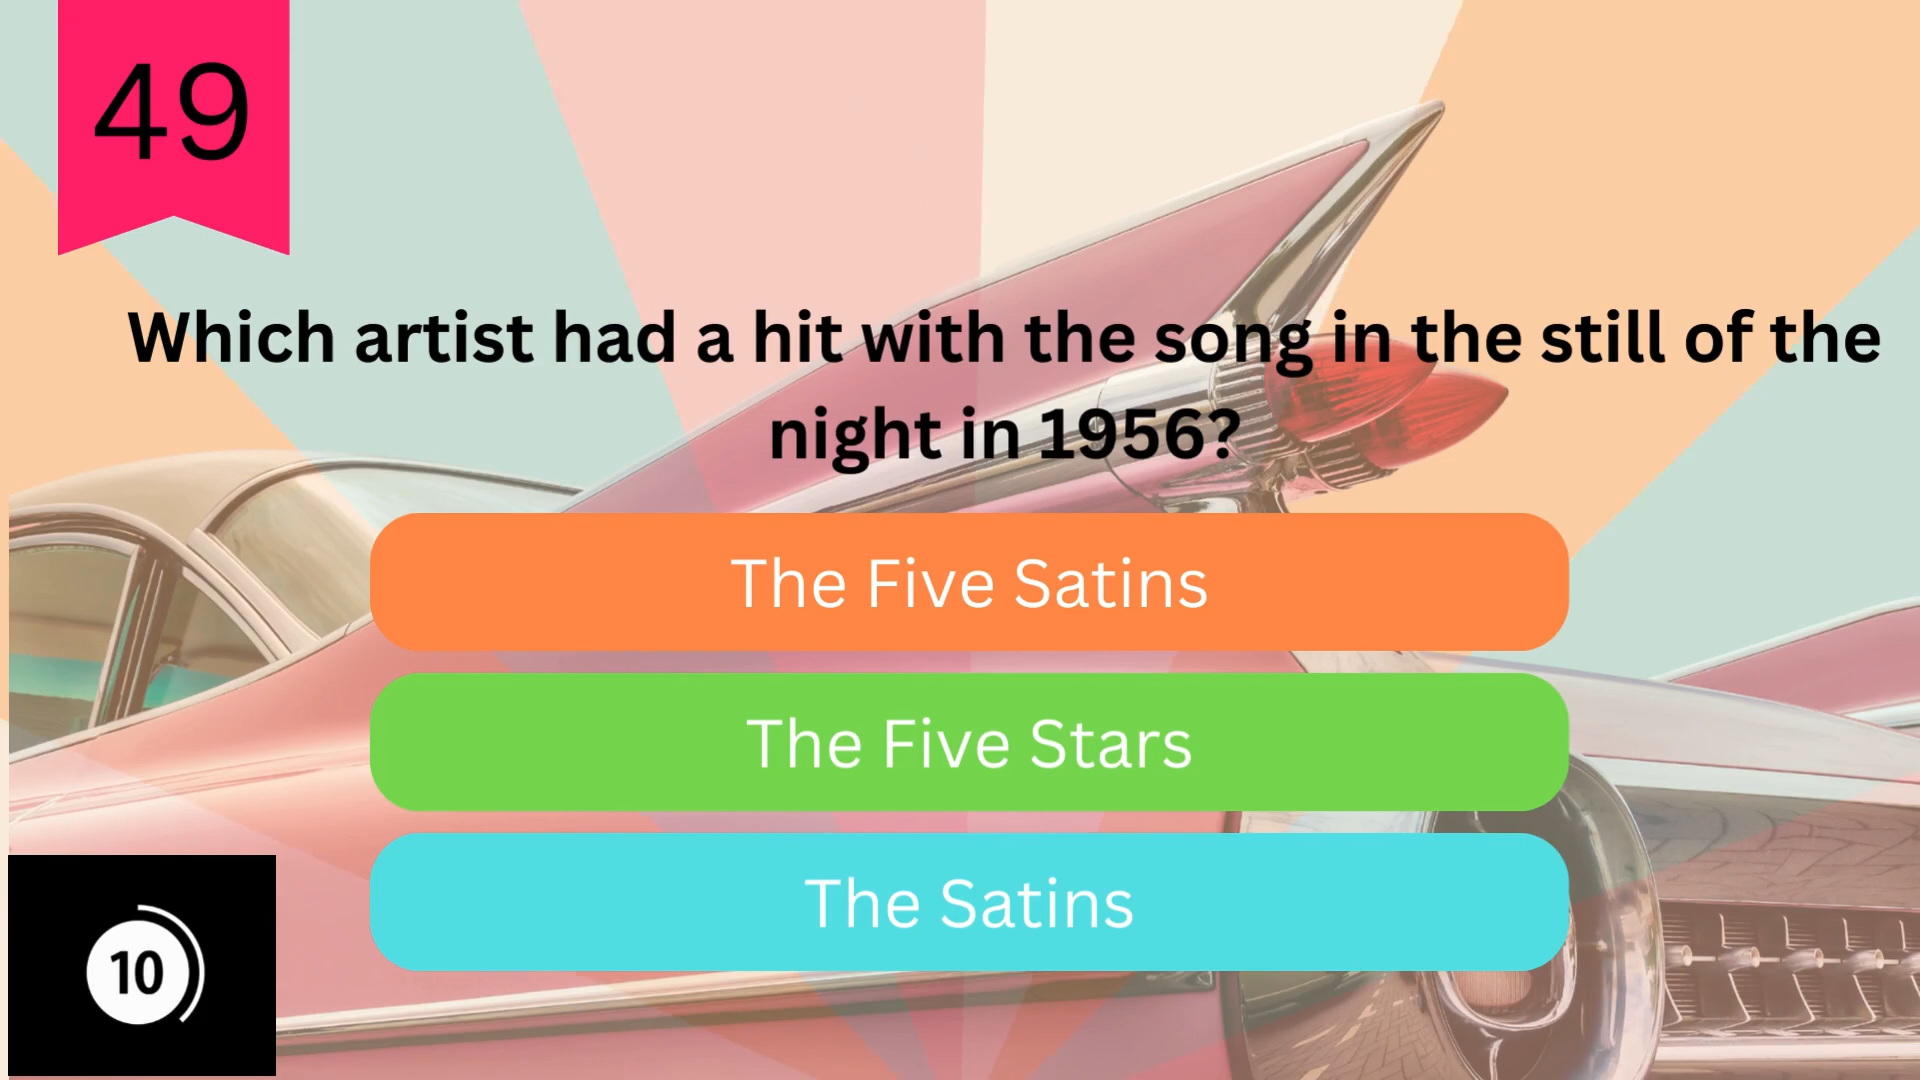 49
Which artist had a hit with the song in the still of the
night in 1956?
The Five Satins
The Five Stars
The Satins
10